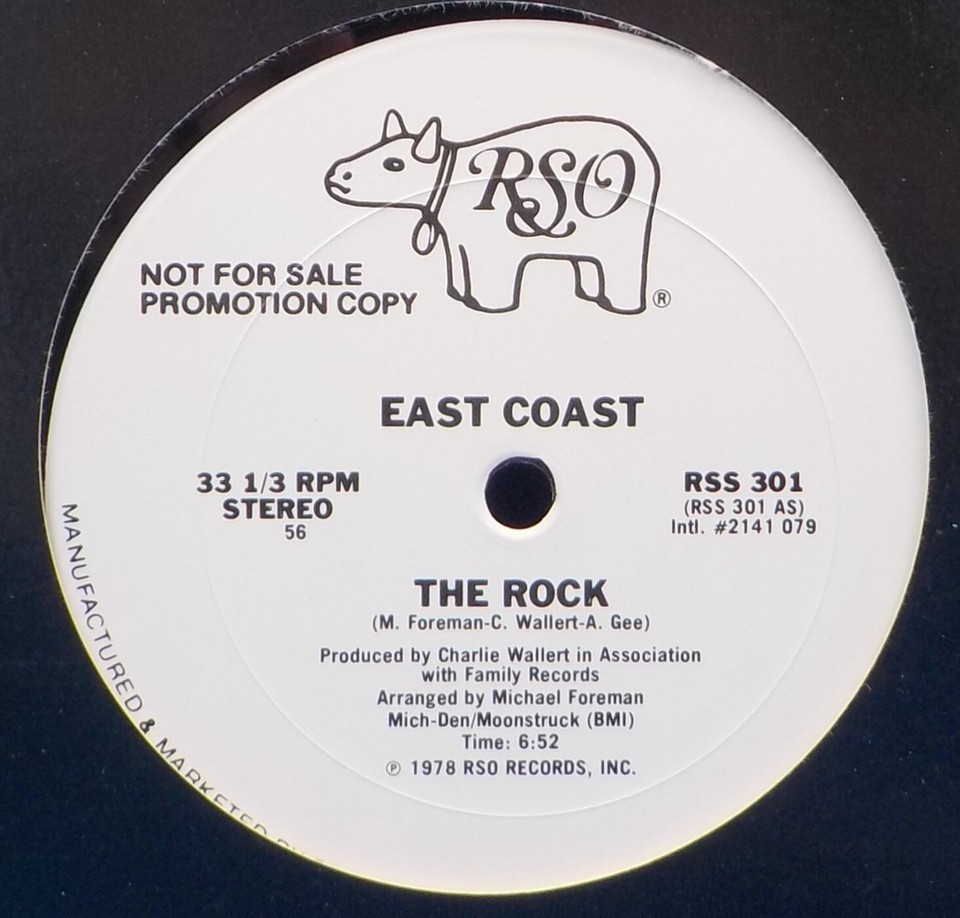 RSO
®
NOT FOR SALE
PROMOTION COPY
EAST COAST
33 1/3 RPM
STEREO
56
RSS 301
(RSS 301 AS)
Intl. #2141 079
THE ROCK
(M. Foreman-C. Wallert-A. Gee)
Produced by Charlie Wallert in Association
with Family Records
Arranged by Michael Foreman
Mich-Den/Moonstruck (BMI)
Time: 6:52
℗ 1978 RSO RECORDS, INC.
MANUFACTURED & MARKETED